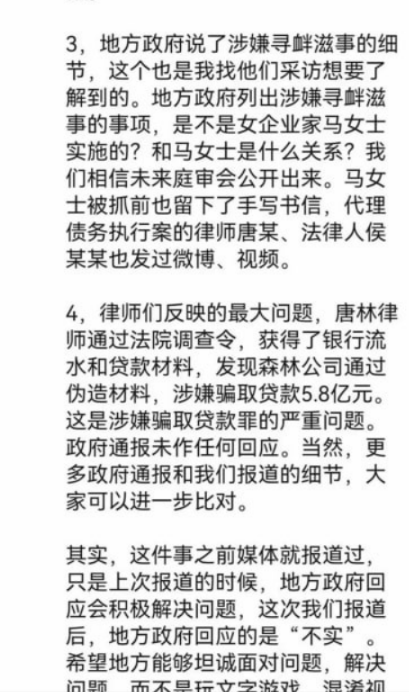 3，地方政府说了涉嫌寻衅滋事的细
节，这个也是我找他们采访想要了
解到的。地方政府列出涉嫌寻衅滋
事的事项，是不是女企业家马女士
实施的？和马女士是什么关系？我
们相信未来庭审会公开出来。马女
士被抓前也留下了手写书信，代理
债务执行案的律师唐某、法律人侯
某某也发过微博、视频。
4，律师们反映的最大问题，唐林律
师通过法院调查令，获得了银行流
水和贷款材料，发现森林公司通过
伪造材料，涉嫌骗取贷款5.8亿元。
这是涉嫌骗取贷款罪的严重问题。
政府通报未作任何回应。当然，更
多政府通报和我们报道的细节，大
家可以进一步比对。
其实，这件事之前媒体就报道过，
只是上次报道的时候，地方政府回
应会积极解决问题，这次我们报道
后，地方政府回应的是“不实”。
希望地方能够坦诚面对问题，解决
问题，而不是玩文字游戏，混淆视